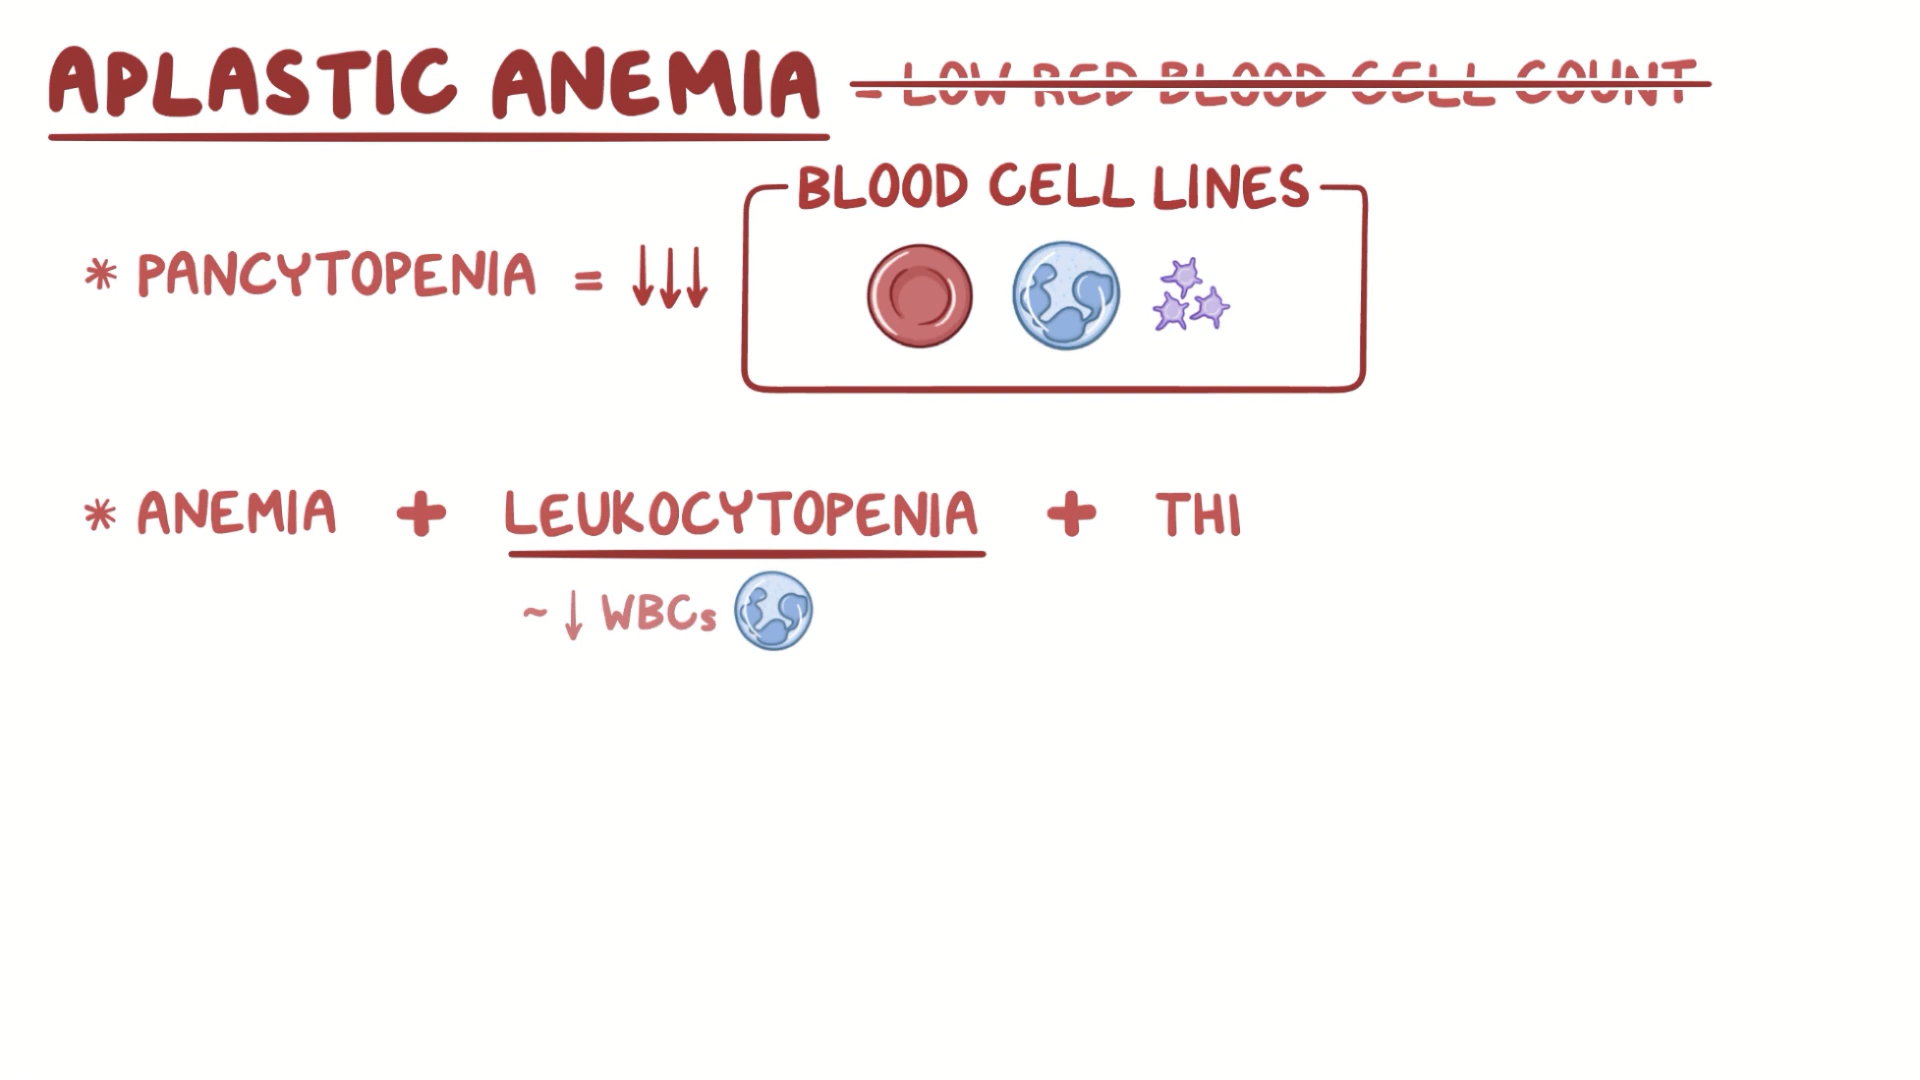 APLASTIC ANEMIA = LOW RED BLOOD CELL COUNT
BLOOD CELL LINES
* PANCYTOPENIA = ↓↓↓
* ANEMIA + LEUKOCYTOPENIA + THI
~ ↓ WBCs